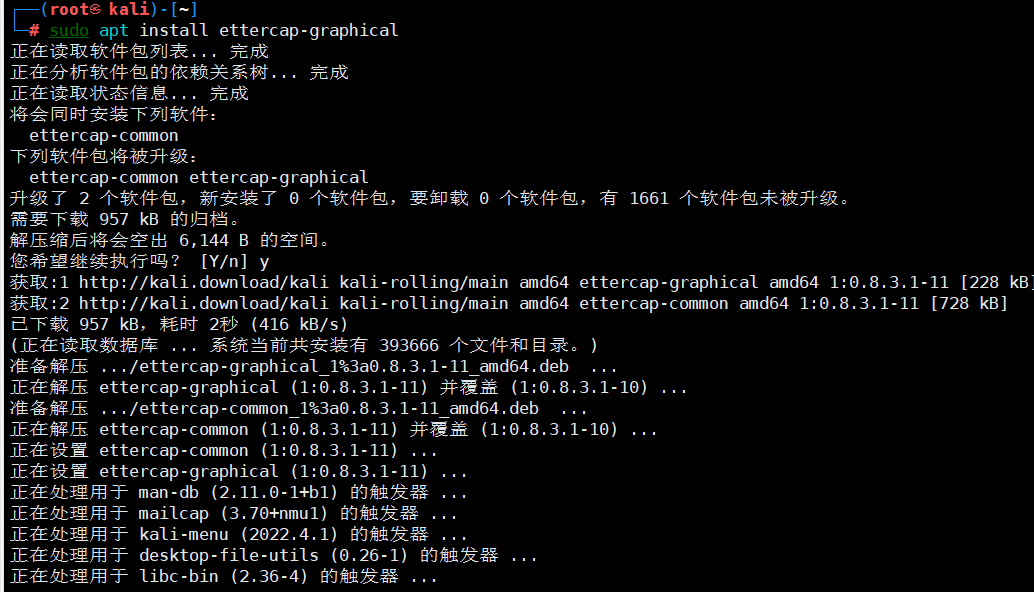 (root㉿kali)-[~]
# sudo apt install ettercap-graphical
正在读取软件包列表... 完成
正在分析软件包的依赖关系树... 完成
正在读取状态信息... 完成
将会同时安装下列软件：
  ettercap-common
下列软件包将被升级：
  ettercap-common ettercap-graphical
升级了 2 个软件包，新安装了 0 个软件包，要卸载 0 个软件包，有 1661 个软件包未被升级。
需要下载 957 kB 的归档。
解压缩后将会空出 6,144 B 的空间。
您希望继续执行吗？ [Y/n] y
获取:1 http://kali.download/kali kali-rolling/main amd64 ettercap-graphical amd64 1:0.8.3.1-11 [228 kB]
获取:2 http://kali.download/kali kali-rolling/main amd64 ettercap-common amd64 1:0.8.3.1-11 [728 kB]
已下载 957 kB，耗时 2秒 (416 kB/s)
(正在读取数据库 ... 系统当前共安装有 393666 个文件和目录。)
准备解压 .../ettercap-graphical_1%3a0.8.3.1-11_amd64.deb  ...
正在解压 ettercap-graphical (1:0.8.3.1-11) 并覆盖 (1:0.8.3.1-10) ...
准备解压 .../ettercap-common_1%3a0.8.3.1-11_amd64.deb  ...
正在解压 ettercap-common (1:0.8.3.1-11) 并覆盖 (1:0.8.3.1-10) ...
正在设置 ettercap-common (1:0.8.3.1-11) ...
正在设置 ettercap-graphical (1:0.8.3.1-11) ...
正在处理用于 man-db (2.11.0-1+b1) 的触发器 ...
正在处理用于 mailcap (3.70+nmu1) 的触发器 ...
正在处理用于 kali-menu (2022.4.1) 的触发器 ...
正在处理用于 desktop-file-utils (0.26-1) 的触发器 ...
正在处理用于 libc-bin (2.36-4) 的触发器 ...